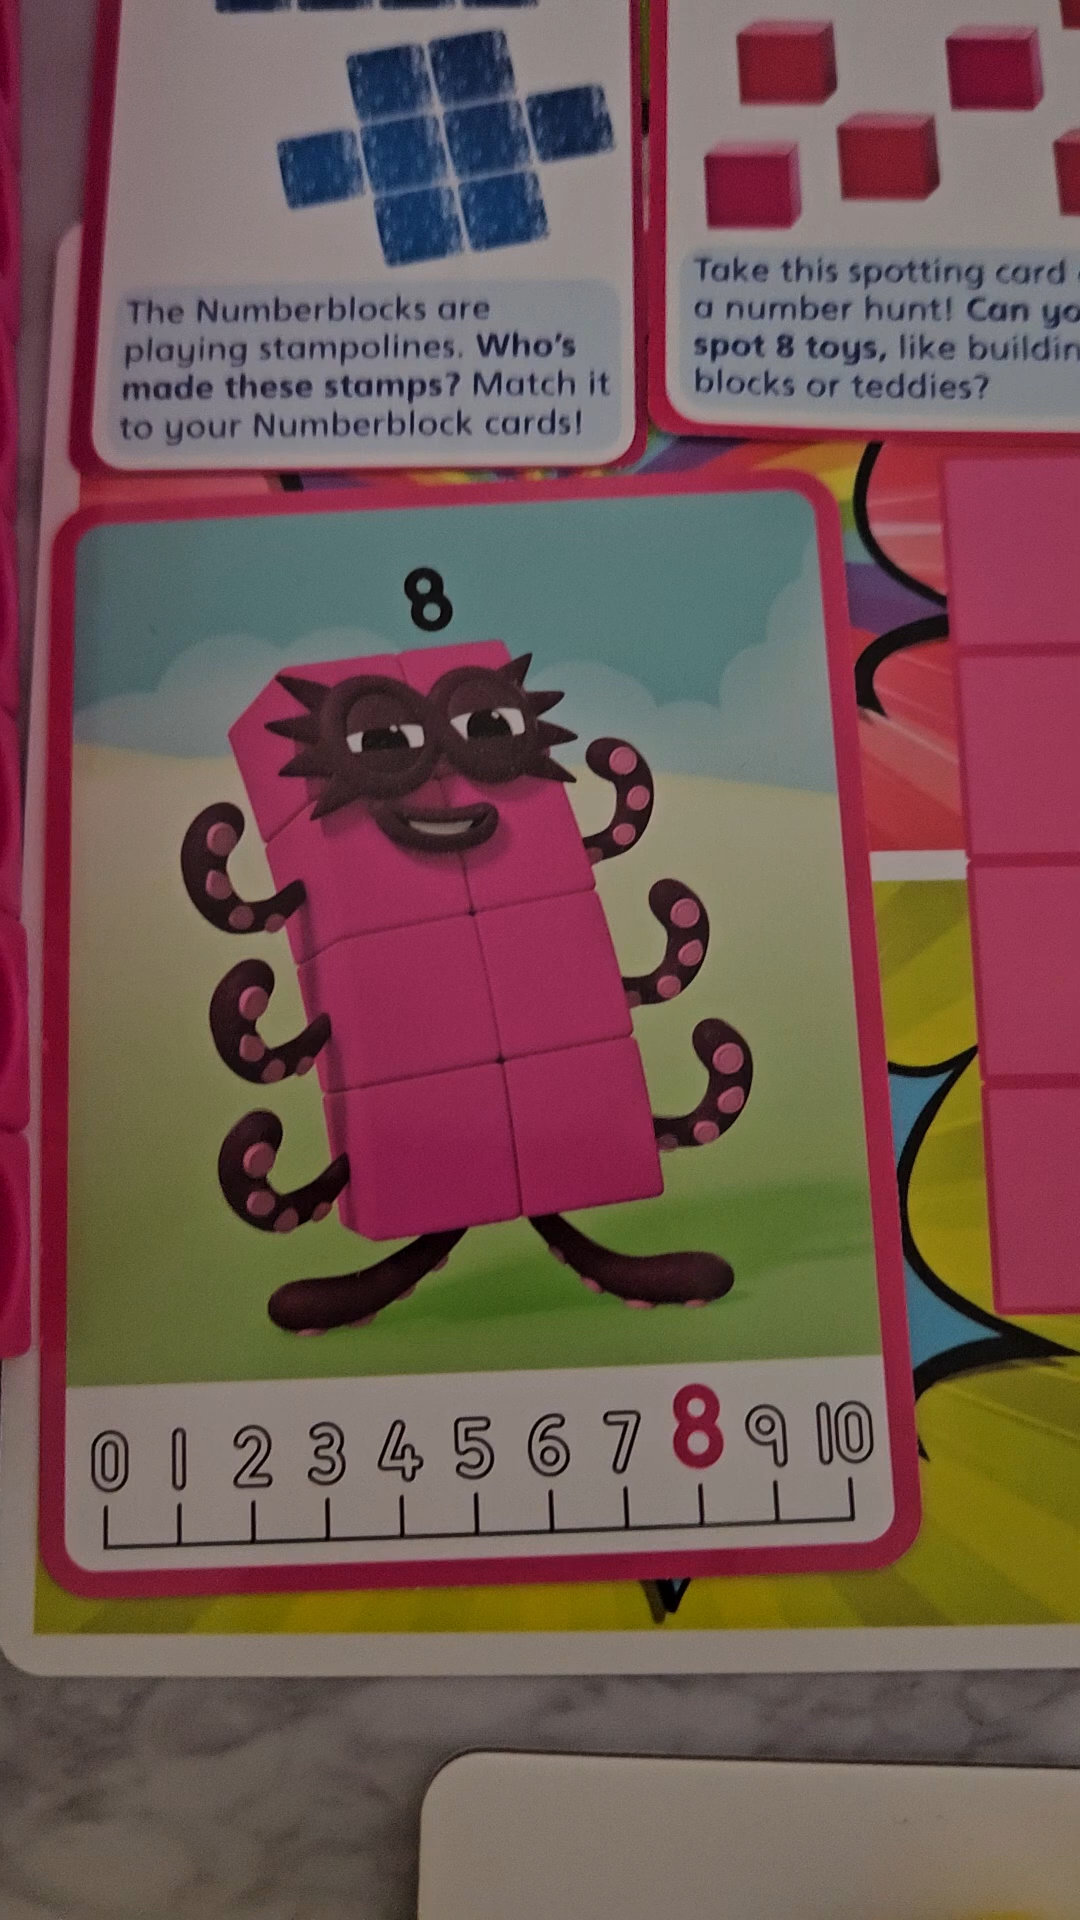 The Numberblocks are
playing stampolines. Who's
made these stamps? Match it
to your Numberblock cards!
Take this spotting card
a number hunt! Can
spot 8 toys, like
blocks or teddies?
8
0 1 2 3 4 5 6 7 8 9 10